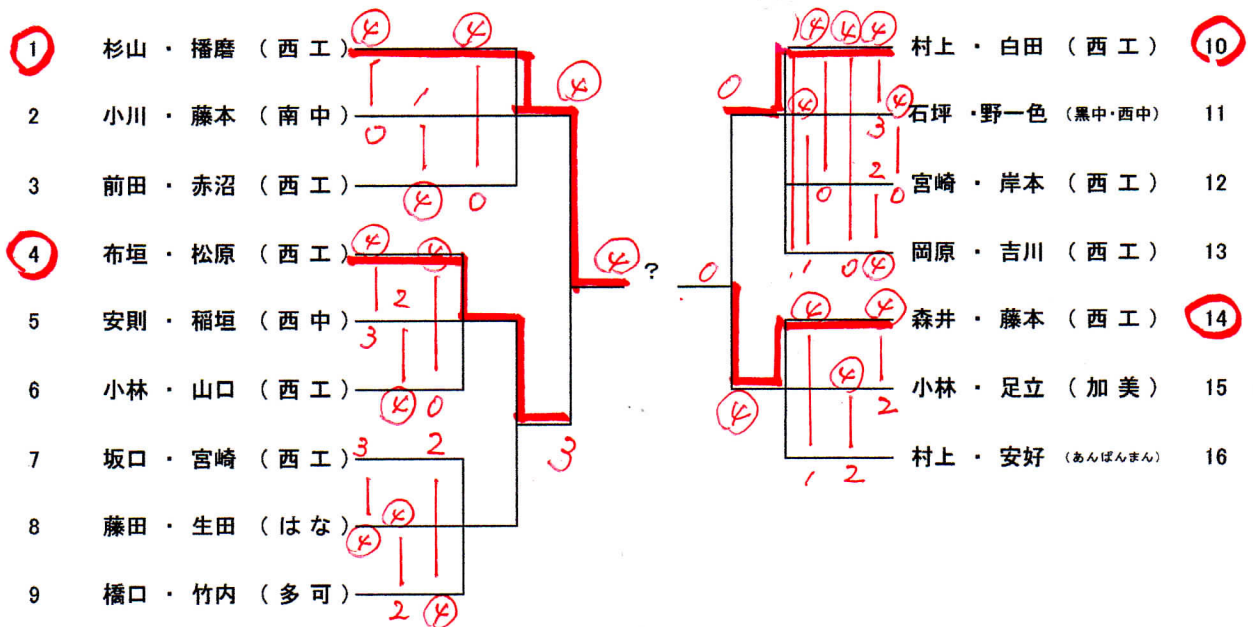 1 杉山 ・ 播磨 ( 西 工 ) ④ ④
2 小川 ・ 藤本 ( 南 中 ) 0 1
3 前田 ・ 赤沼 ( 西 工 ) ④ 0
④
4 布垣 ・ 松原 ( 西 工 ) ④ ④
5 安則 ・ 稲垣 ( 西 中 ) 3 2
6 小林 ・ 山口 ( 西 工 ) ④ 0
7 坂口 ・ 宮崎 ( 西 工 ) 3 2
8 藤田 ・ 生田 ( は な ) ④ ④
9 橋口 ・ 竹内 ( 多 可 ) 2 ④
3
④ ? 0
0
1 ④ ④ ④ 村上 ・ 白田 ( 西 工 ) 10
④ 3 ④ 石坪 ・野一色 (黒中・西中) 11
0 2 0 宮崎 ・ 岸本 ( 西 工 ) 12
1 0 ④ 岡原 ・ 吉川 ( 西 工 ) 13
④ ④ 森井 ・ 藤本 ( 西 工 ) 14
④ 2 小林 ・ 足立 ( 加 美 ) 15
④
1 2 村上 ・ 安好 (あんぱんまん) 16